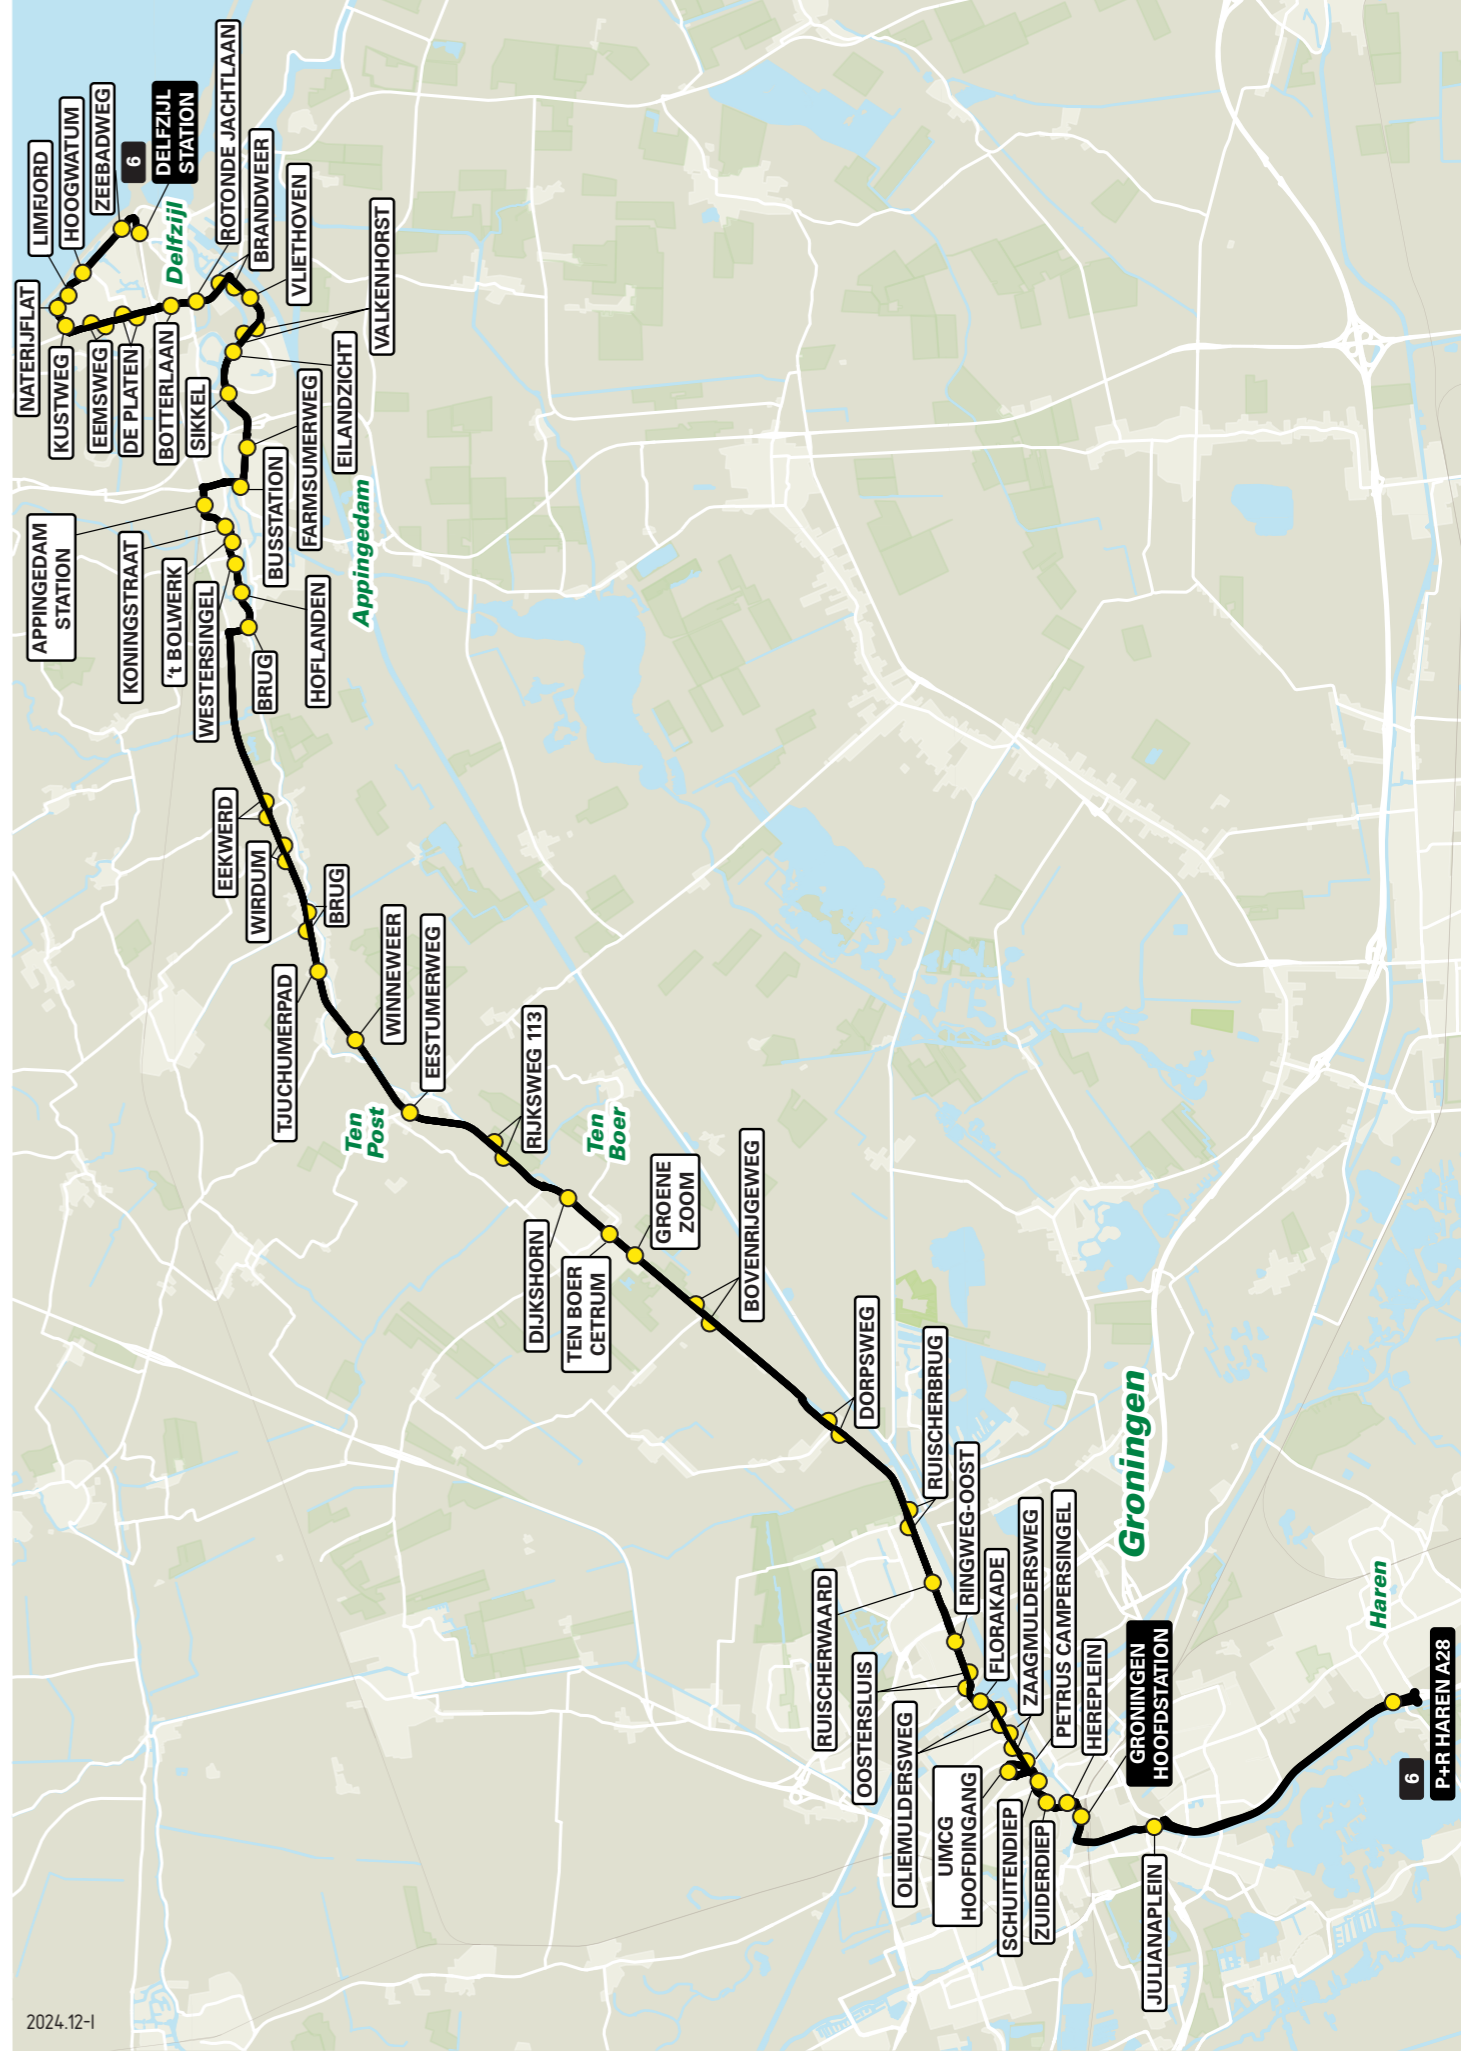 NATERIJFLAT
LIMFJORD
HOOGWATUM
ZEEBADWEG
6
DELFZIJL
STATION
Delfzijl
KUSTWEG
EEMSWEG
DE PLATEN
BOTTERLAAN
ROTONDE JACHTLAAN
BRANDWEER
VLIETHOVEN
VALKENHORST
EILANDZICHT
SIKKEL
FARMSUMERWEG
BUSSTATION
APPINGEDAM
STATION
KONINGSTRAAT
't BOLWERK
WESTERSINGEL
HOFLANDEN
BRUG
Appingedam
EEKWERD
WIRDUM
BRUG
TJUCHUMERPAD
WINNEWEER
EESTUMERWEG
Ten
Post
RIJKSWEG 113
Ten
Boer
DIJKSHORN
TEN BOER
CETRUM
GROENE
ZOOM
BOVENRIJGEWEG
DORPSWEG
RUISCHERBRUG
RUISCHERWAARD
RINGWEG-OOST
OOSTERSLUIS
FLORAKADE
OLIEMULDERSWEG
ZAAGMULDERSWEG
PETRUS CAMPERSINGEL
UMCG
HOOFDINGANG
SCHUITENDIEP
ZUIDERDIEP
HEREPLEIN
GRONINGEN
HOOFDSTATION
Groningen
JULIANAPLEIN
Haren
6
P+R HAREN A28
2024.12-I